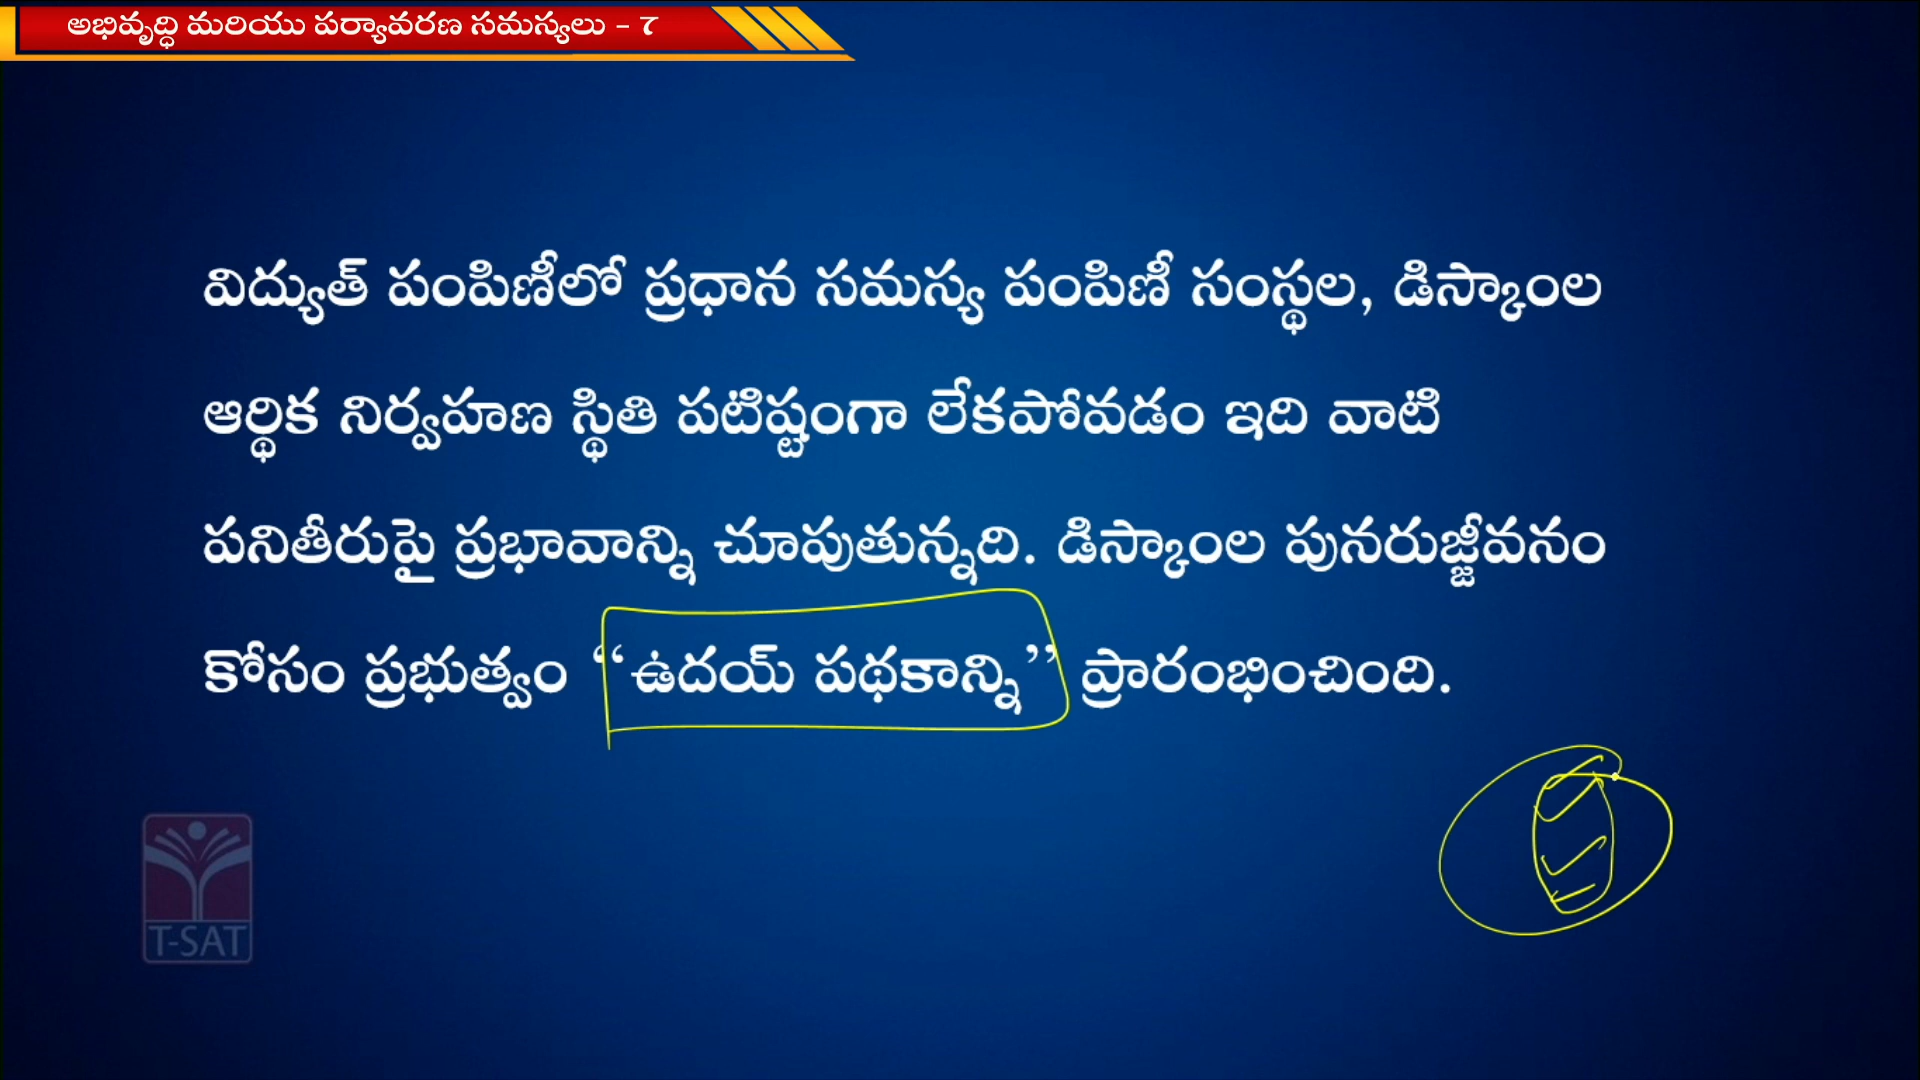 అభివృద్ధి మరియు పర్యావరణ సమస్యలు - 7
విద్యుత్ పంపిణీలో ప్రధాన సమస్య పంపిణీ సంస్థల, డిస్కాంల
ఆర్థిక నిర్వహణ స్థితి పటిష్టంగా లేకపోవడం ఇది వాటి
పనితీరుపై ప్రభావాన్ని చూపుతున్నది. డిస్కాంల పునరుజ్జీవనం
కోసం ప్రభుత్వం “ఉదయ్ పథకాన్ని” ప్రారంభించింది.
T-SAT